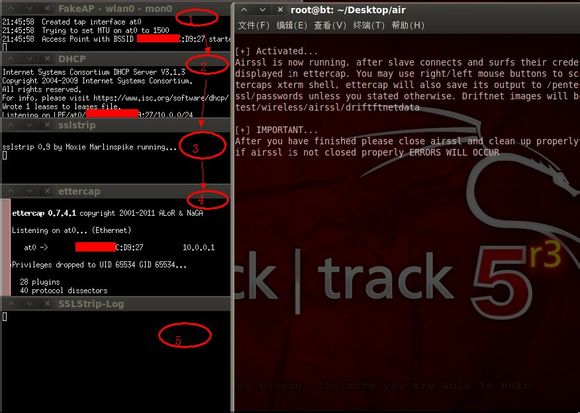 FakeAP - wlan0 - mon0
21:45:58 Created tap interface at0
21:45:58 Trying to set MTU on at0 to 1500
21:45:58 Access Point with BSSID C:D9:27 starte
1
DHCP
2
Internet Systems Consortium DHCP Server V3.1.3
Copyright 2004-2009 Internet Systems Consortium.
All rights reserved.
For info, please visit https://www.isc.org/software/dhcp/
Wrote 1 leases to leases file.
Listening on LPF/at0/ :27/10.0.0/24
sslstrip
sslstrip 0.9 by Moxie Marlinspike running...
3
ettercap
4
ettercap 0.7.4.1 copyright 2001-2011 ALoR & NaGA
Listening on at0... (Ethernet)
at0 -> C:D9:27 10.0.0.1
Privileges dropped to UID 65534 GID 65534...
28 plugins
40 protocol dissectors
SSLStrip-Log
5
root@bt: ~/Desktop/air
文件(F) 编辑(E) 查看(V) 终端(T) 帮助(H)
[+] Activated...
Airssl is now running, after slave connects and surfs their crede
displayed in ettercap. You may use right/left mouse buttons to sc
ettercaps xterm shell, ettercap will also save its output to /pente
ssl/passwords unless you stated otherwise. Driftnet images will b
test/wireless/airssl/driftftnetdata
[+] IMPORTANT...
After you have finished please close airssl and clean up properly
if airssl is not closed properly ERRORS WILL OCCUR
ck | track 5 r3
you become, the more you are able to hear